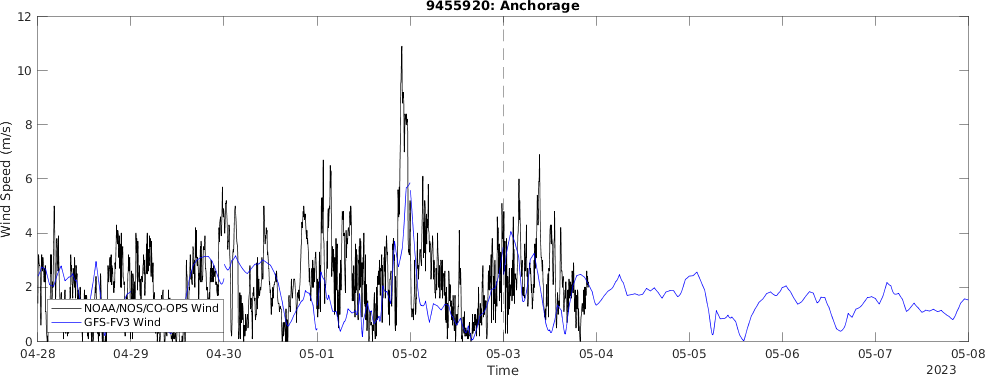 9455920: Anchorage
Wind Speed (m/s)
12
10
8
6
4
2
0
NOAA/NOS/CO-OPS Wind
GFS-FV3 Wind
04-28 04-29 04-30 05-01 05-02 05-03 05-04 05-05 05-06 05-07 05-08
Time
2023